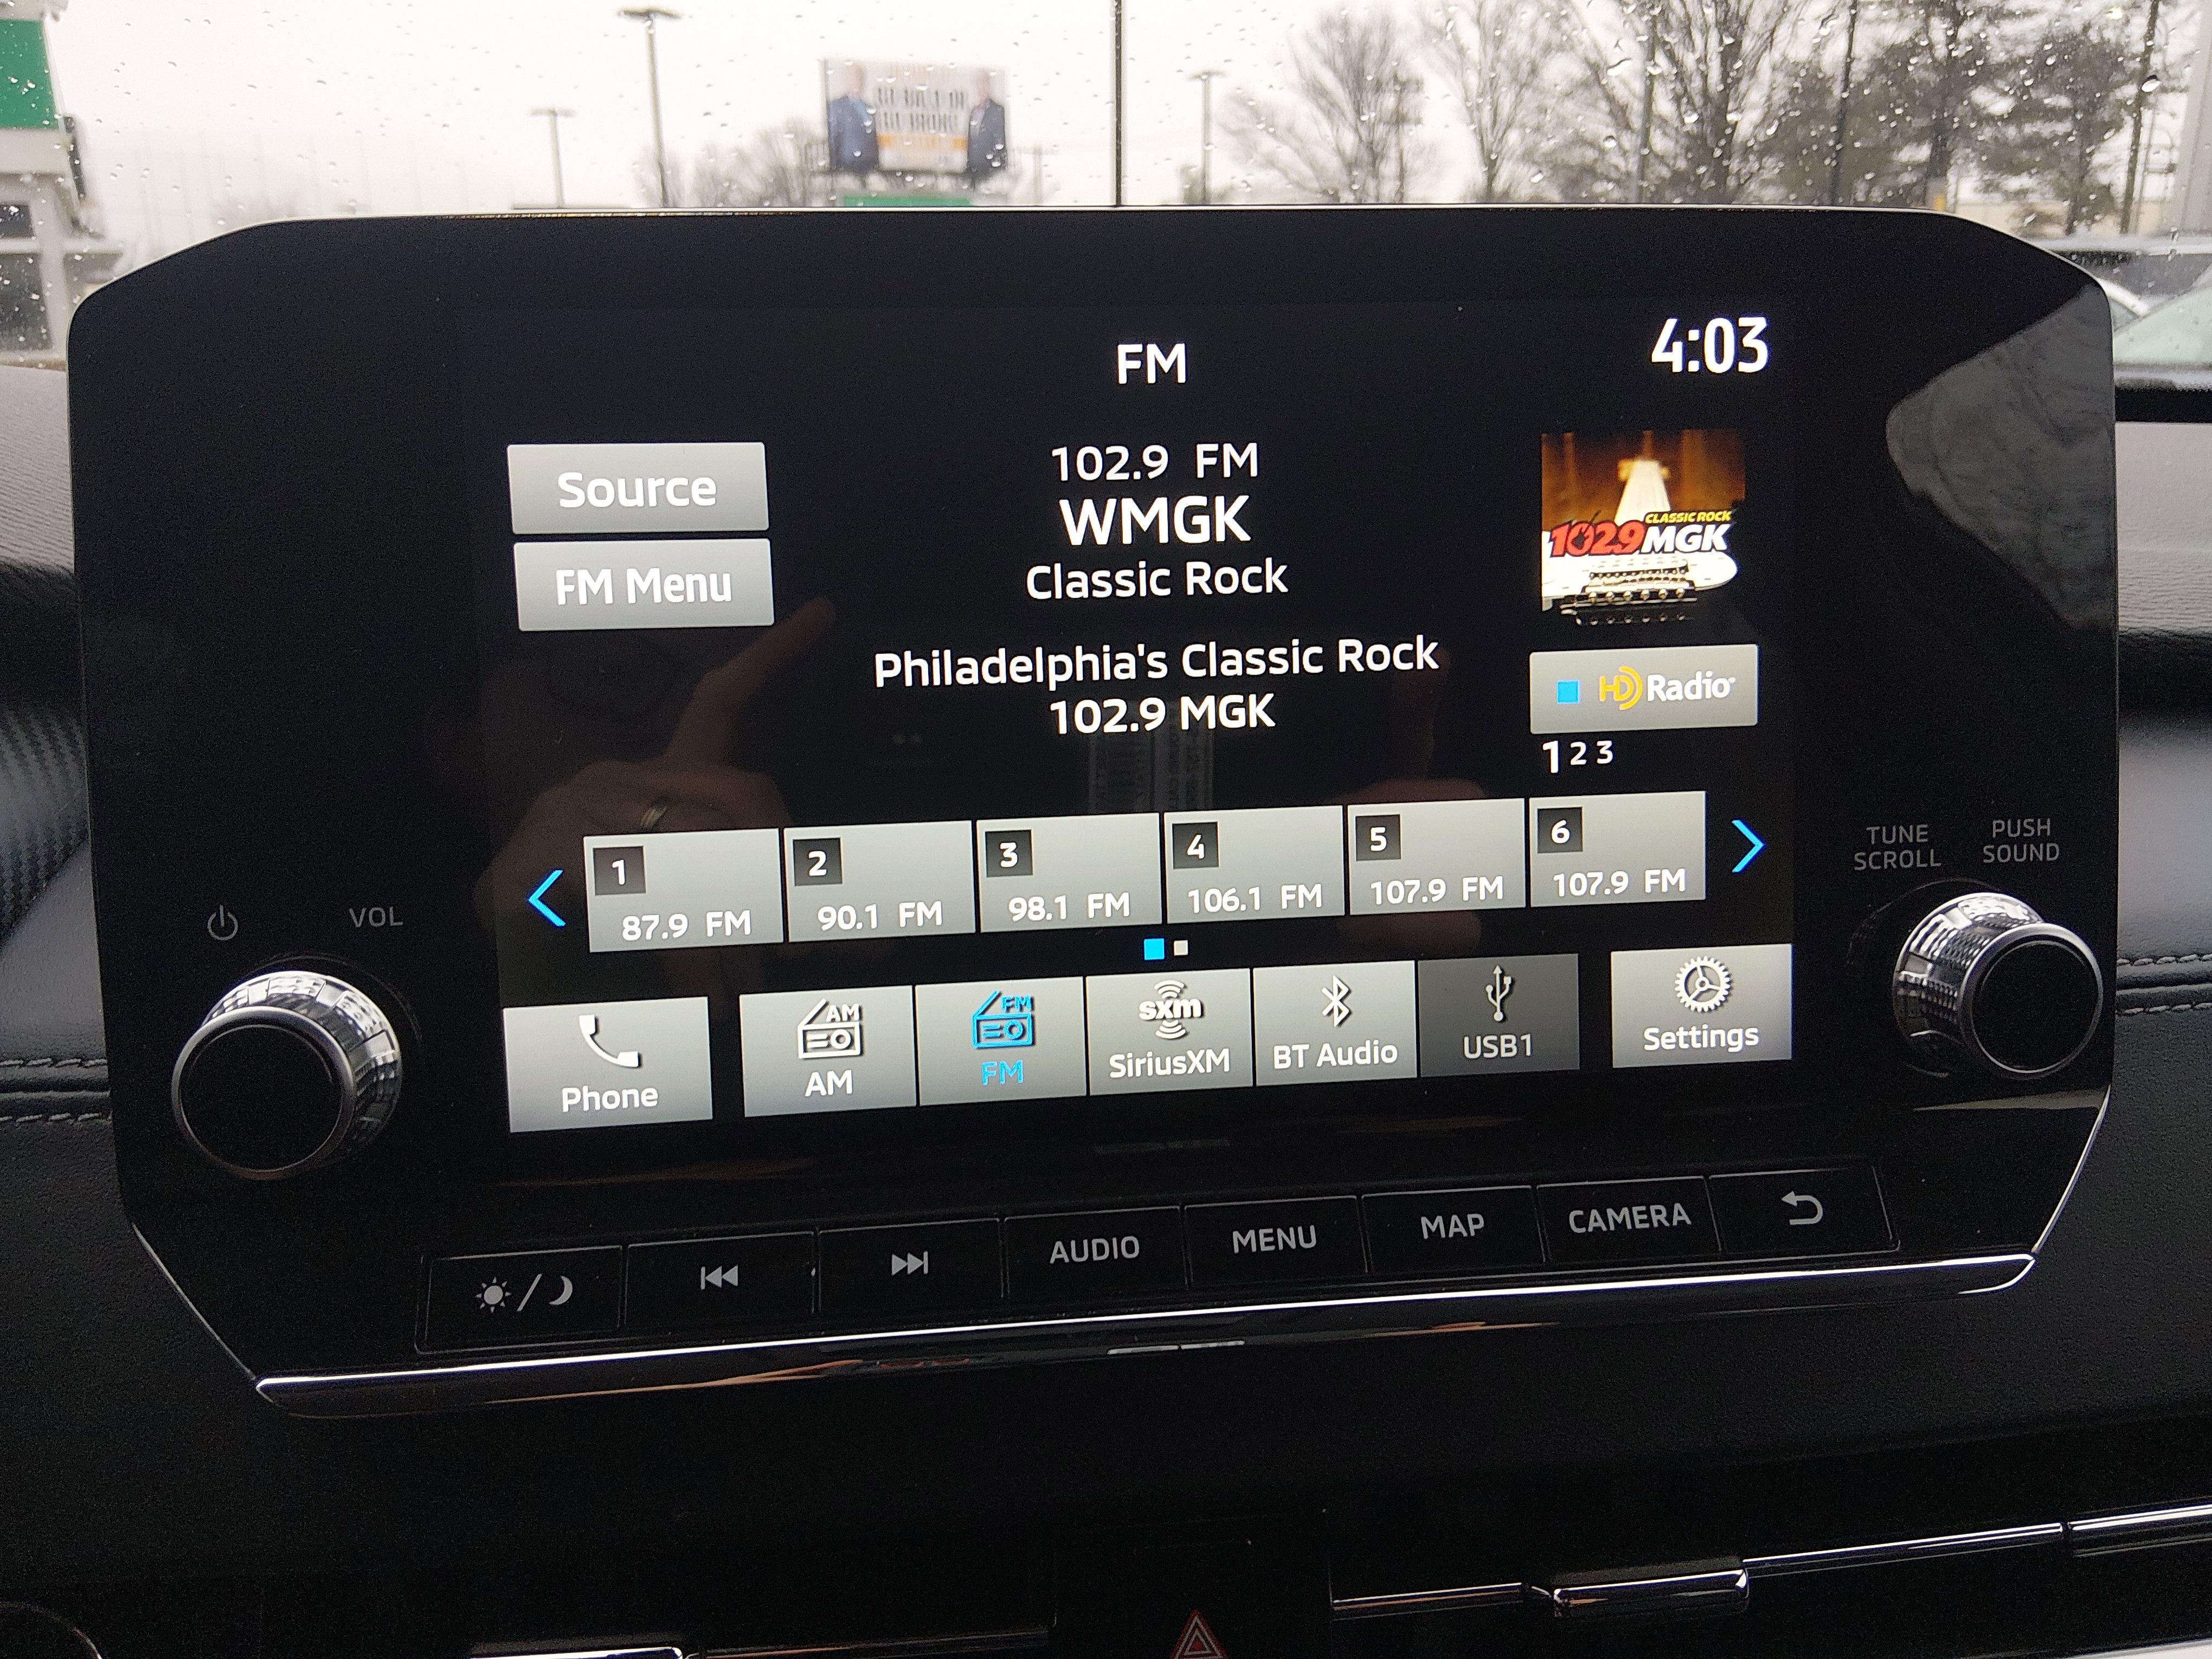 FM
4:03
Source
FM Menu
102.9 FM
WMGK
Classic Rock
Philadelphia's Classic Rock
102.9 MGK
CLASSIC ROCK
102.9 MGK
HD Radio
1 2 3
1
87.9 FM
2
90.1 FM
3
98.1 FM
4
106.1 FM
5
107.9 FM
6
107.9 FM
VOL
TUNE SCROLL
PUSH SOUND
Phone
AM
AM
FM
FM
sxm
SiriusXM
BT Audio
USB1
Settings
AUDIO
MENU
MAP
CAMERA